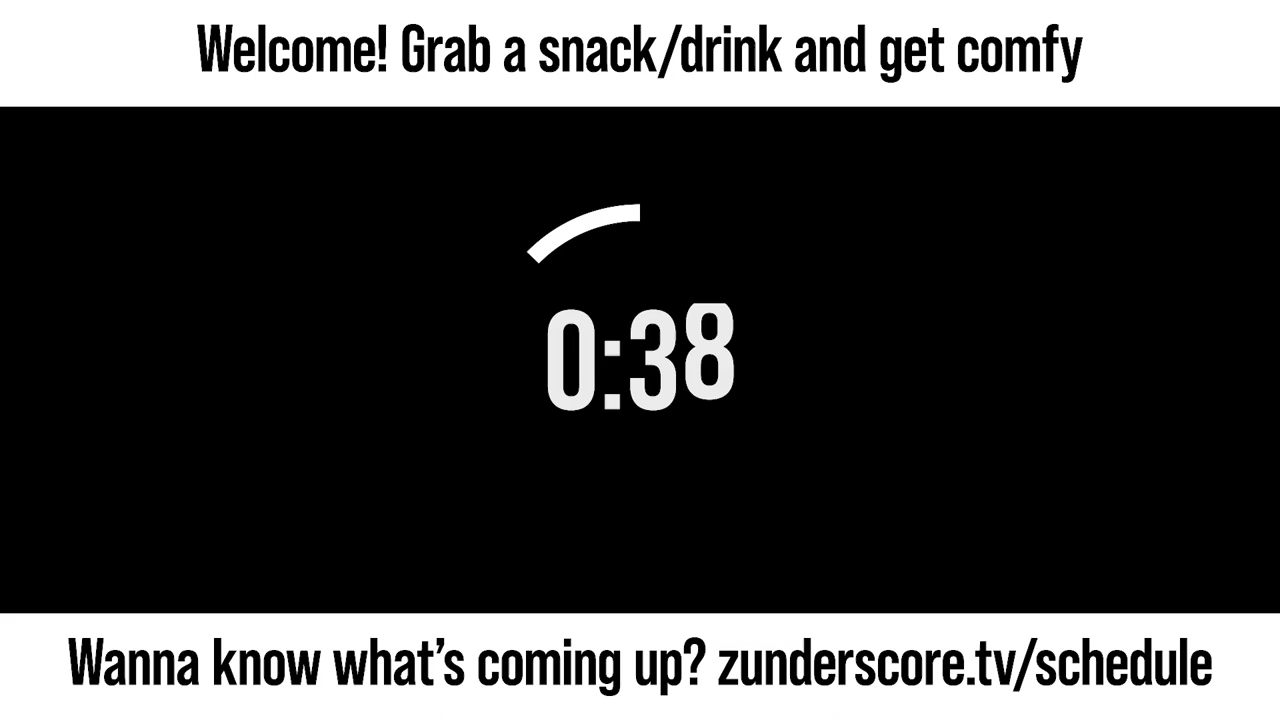 Welcome! Grab a snack/drink and get comfy
0:38
Wanna know what's coming up? zunderscore.tv/schedule